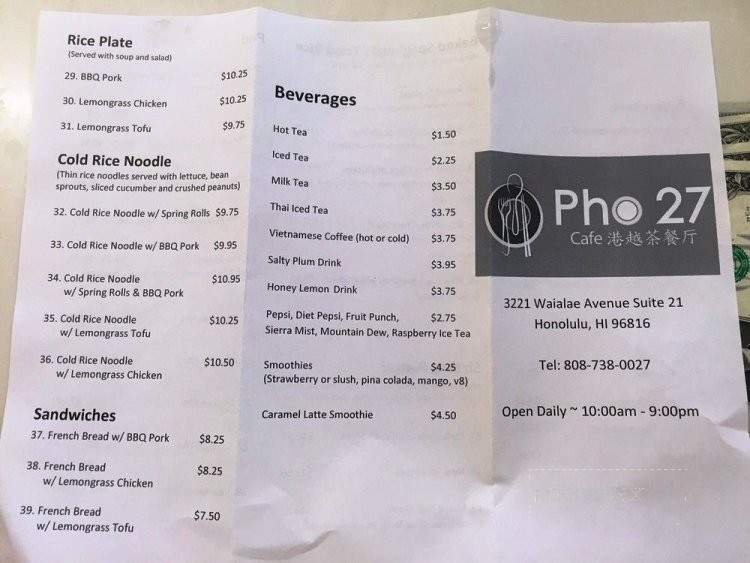 Rice Plate
(Served with soup and salad)
29. BBQ Pork $10.25
30. Lemongrass Chicken $10.25
31. Lemongrass Tofu $9.75
Cold Rice Noodle
(Thin rice noodles served with lettuce, bean
sprouts, sliced cucumber and crushed peanuts)
32. Cold Rice Noodle w/ Spring Rolls $9.75
33. Cold Rice Noodle w/ BBQ Pork $9.95
34. Cold Rice Noodle $10.95
w/ Spring Rolls & BBQ Pork
35. Cold Rice Noodle $10.25
w/ Lemongrass Tofu
36. Cold Rice Noodle $10.50
w/ Lemongrass Chicken
Sandwiches
37. French Bread w/ BBQ Pork $8.25
38. French Bread $8.25
w/ Lemongrass Chicken
39. French Bread $7.50
w/ Lemongrass Tofu
Beverages
Hot Tea $1.50
Iced Tea $2.25
Milk Tea $3.50
Thai Iced Tea $3.75
Vietnamese Coffee (hot or cold) $3.75
Salty Plum Drink $3.95
Honey Lemon Drink $3.75
Pepsi, Diet Pepsi, Fruit Punch, $2.75
Sierra Mist, Mountain Dew, Raspberry Ice Tea
Smoothies $4.25
(Strawberry or slush, pina colada, mango, v8)
Caramel Latte Smoothie $4.50
Pho 27
Cafe 港越茶餐厅
3221 Waialae Avenue Suite 21
Honolulu, HI 96816
Tel: 808-738-0027
Open Daily ~ 10:00am - 9:00pm